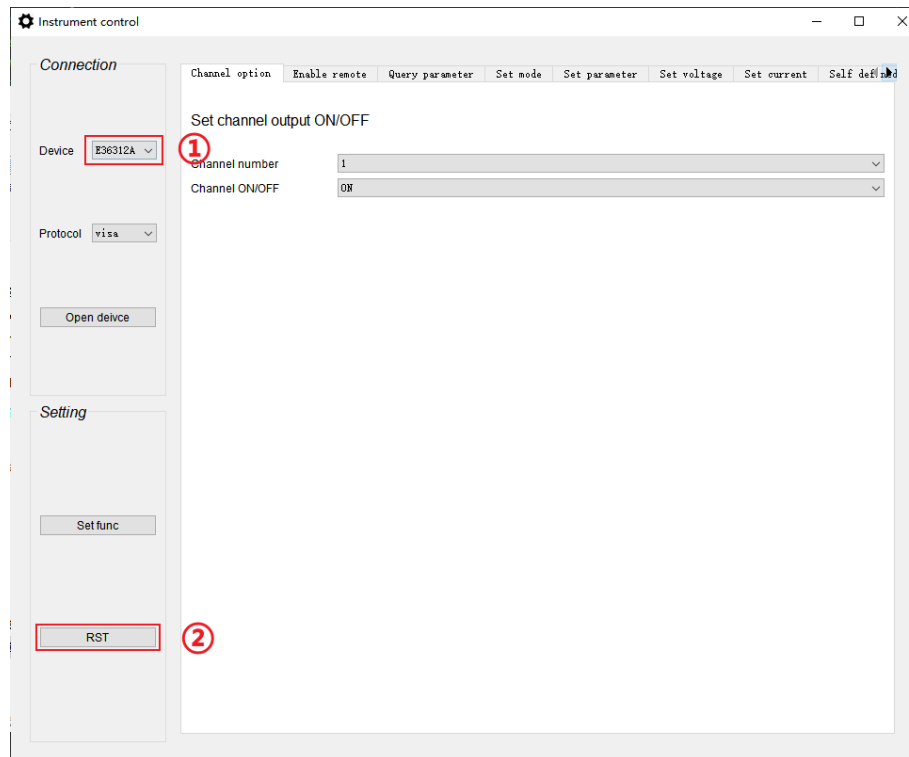 Instrument control
Connection
Channel option Enable remote Query parameter Set mode Set parameter Set voltage Set current Self defined
Set channel output ON/OFF
Device E36312A ①
Channel number 1
Channel ON/OFF ON
Protocol visa
Open deivce
Setting
Set func
RST ②